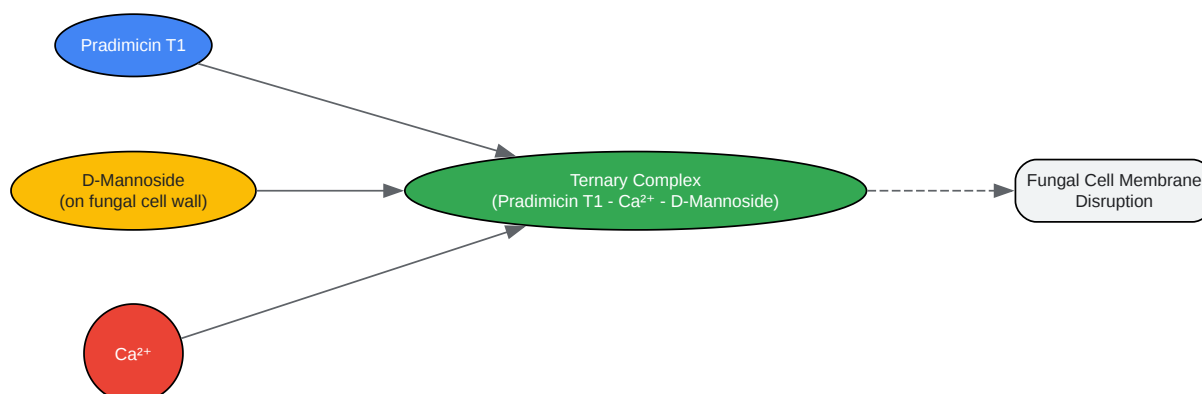 Pradimicin T1
D-Mannoside
(on fungal cell wall)
Ternary Complex
(Pradimicin T1 - Ca²⁺ - D-Mannoside)
Fungal Cell Membrane
Disruption
Ca²⁺